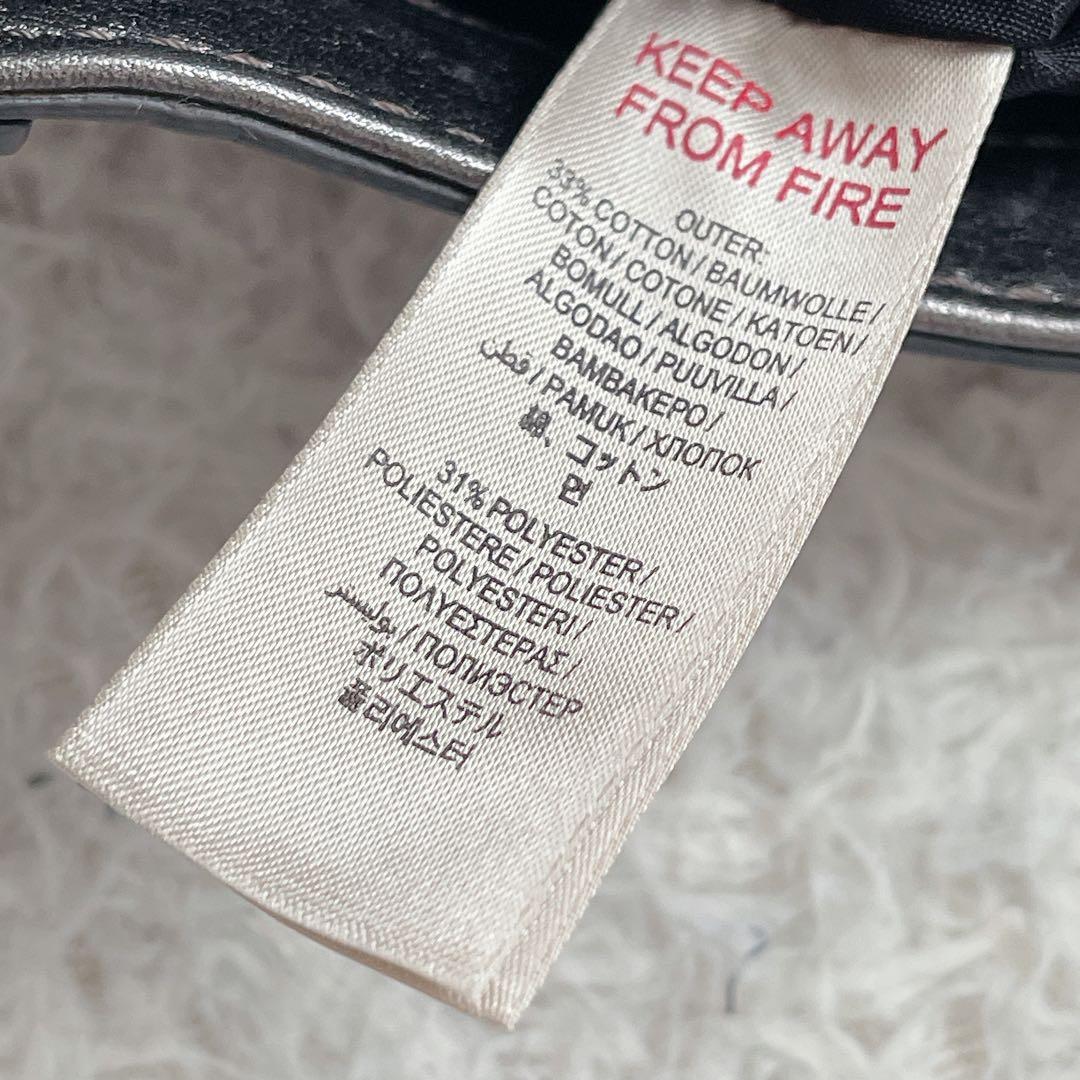 KEEP AWAY
FROM FIRE
OUTER.
33% COTTON / BAUMWOLLE /
COTON / COTONE / KATOEN /
BOMULL / ALGODON /
ALGODAO / PUUVILLA /
BAMBAKEPO /
قطن / PAMUK / ХЛОПОК
綿、コットン
면
31% POLYESTER /
POLIESTERE / POLIESTER /
POLYESTERI /
ΠΟΛΥΕΣΤΕΡΑΣ /
بوليستر / ПОЛИЭСТЕР
ポリエステル
폴리에스터